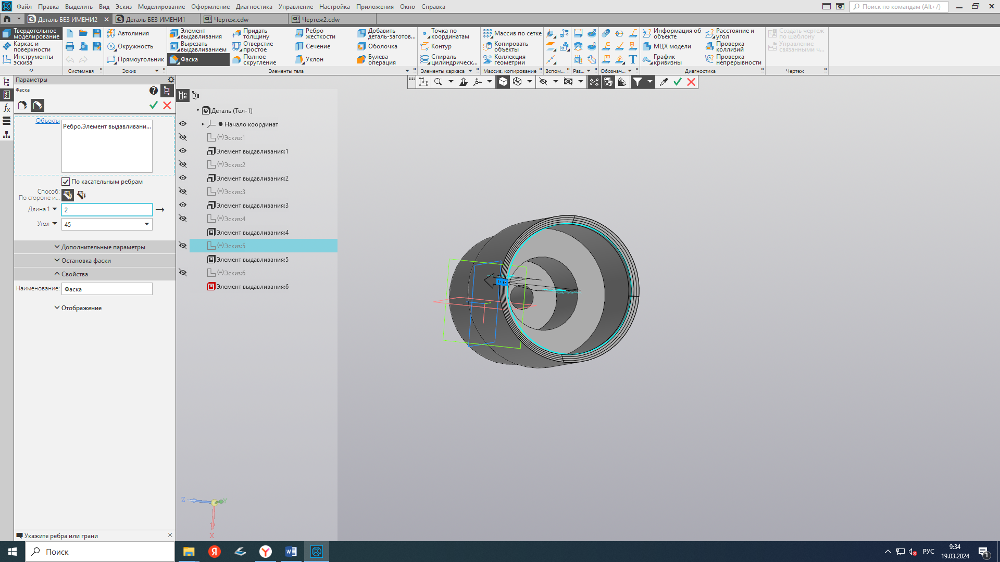 Файл Правка Выделить Вид Эскиз Моделирование Оформление Диагностика Управление Настройка Приложения Окно Справка
Поиск по командам (Alt+/)
Деталь БЕЗ ИМЕНИ2
Деталь БЕЗ ИМЕНИ1
Чертеж.cdw
Чертеж2.cdw
Твердотельное моделирование
Каркас и поверхности
Инструменты эскиза
Системная
Автолиния
Окружность
Прямоугольник
Эскиз
Элемент выдавливания
Вырезать выдавливанием
Фаска
Придать толщину
Отверстие простое
Полное скругление
Ребро жесткости
Сечение
Уклон
Добавить деталь-заготов...
Оболочка
Булева операция
Элементы тела
Точка по координатам
Контур
Спираль цилиндрическ...
Элементы каркаса
Массив по сетке
Копировать объекты
Коллекция геометрии
Массив, копирование
Вспом...
Раз...
Обознач...
Информация об объекте
МЦХ модели
График кривизны
Расстояние и угол
Проверка коллизий
Проверка непрерывности
Диагностика
Создать чертеж по шаблону
Управление связанными ч...
Чертеж
Параметры
Фаска
Объекты
Ребро.Элемент выдавливани...
По касательным ребрам
Способ:
По стороне и...
Длина 1
2
Угол
45
Дополнительные параметры
Остановка фаски
Свойства
Наименование:
Фаска
Отображение
Деталь (Тел-1)
Начало координат
(−)Эскиз:1
Элемент выдавливания:1
(−)Эскиз:2
Элемент выдавливания:2
(−)Эскиз:3
Элемент выдавливания:3
(−)Эскиз:4
Элемент выдавливания:4
(−)Эскиз:5
Элемент выдавливания:5
(−)Эскиз:6
Элемент выдавливания:6
Z
Y
X
Укажите ребра или грани
Поиск
РУС
9:34
19.03.2024
1